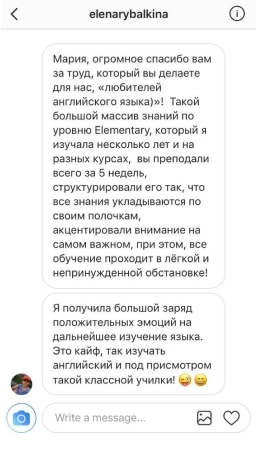 elenarybalkina
Мария, огромное спасибо вам
за труд, который вы делаете
для нас, «любителей
английского языка)»! Такой
большой массив знаний по
уровню Elementary, который я
изучала несколько лет и на
разных курсах, вы преподали
всего за 5 недель,
структурировали его так, что
все знания укладываются по
своим полочкам,
акцентировали внимание на
самом важном, при этом, все
обучение проходит в лёгкой и
непринужденной обстановке!
Я получила большой заряд
положительных эмоций на
дальнейшее изучение языка.
Это кайф, так изучать
английский и под присмотром
такой классной училки! 😜😄
Write a message...